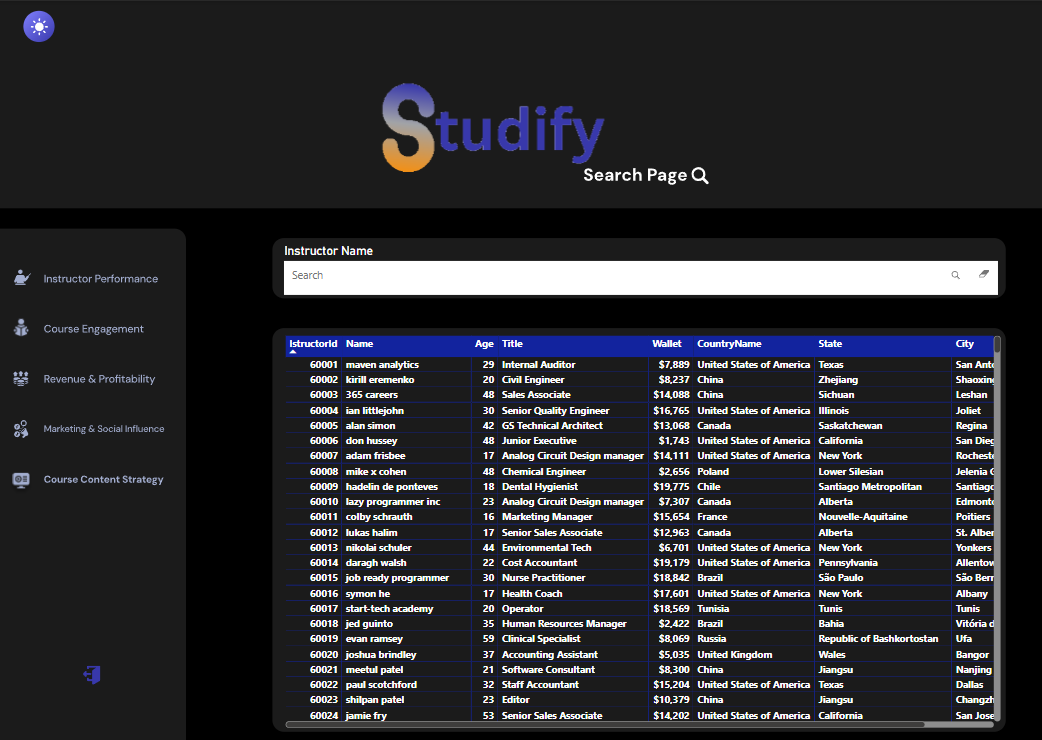 Studify
Search Page
Instructor Performance
Course Engagement
Revenue & Profitability
Marketing & Social Influence
Course Content Strategy
Instructor Name
Search
IstructorId Name Age Title Wallet CountryName State City
60001 maven analytics 29 Internal Auditor $7,889 United States of America Texas San Anto
60002 kirill eremenko 20 Civil Engineer $8,237 China Zhejiang Shaoxing
60003 365 careers 48 Sales Associate $14,088 China Sichuan Leshan
60004 ian littlejohn 30 Senior Quality Engineer $16,765 United States of America Illinois Joliet
60005 alan simon 42 GS Technical Architect $13,068 Canada Saskatchewan Regina
60006 don hussey 48 Junior Executive $1,743 United States of America California San Dieg
60007 adam frisbee 17 Analog Circuit Design manager $14,111 United States of America New York Rocheste
60008 mike x cohen 48 Chemical Engineer $2,656 Poland Lower Silesian Jelenia G
60009 hadelin de ponteves 18 Dental Hygienist $19,775 Chile Santiago Metropolitan Santiago
60010 lazy programmer inc 23 Analog Circuit Design manager $7,307 Canada Alberta Edmonto
60011 colby schrauth 16 Marketing Manager $15,654 France Nouvelle-Aquitaine Poitiers
60012 lukas halim 17 Senior Sales Associate $12,963 Canada Alberta St. Alber
60013 nikolai schuler 44 Environmental Tech $6,701 United States of America New York Yonkers
60014 daragh walsh 22 Cost Accountant $19,179 United States of America Pennsylvania Allentow
60015 job ready programmer 30 Nurse Practitioner $18,842 Brazil São Paulo São Bern
60016 symon he 17 Health Coach $17,601 United States of America New York Albany
60017 start-tech academy 20 Operator $18,569 Tunisia Tunis Tunis
60018 jed guinto 35 Human Resources Manager $2,422 Brazil Bahia Vitória d
60019 evan ramsey 59 Clinical Specialist $8,069 Russia Republic of Bashkortostan Ufa
60020 joshua brindley 37 Accounting Assistant $5,035 United Kingdom Wales Bangor
60021 meetul patel 21 Software Consultant $8,300 China Jiangsu Nanjing
60022 paul scotchford 32 Staff Accountant $15,204 United States of America Texas Dallas
60023 shilpan patel 23 Editor $10,379 China Jiangsu Changzh
60024 jamie fry 53 Senior Sales Associate $14,202 United States of America California San Jose